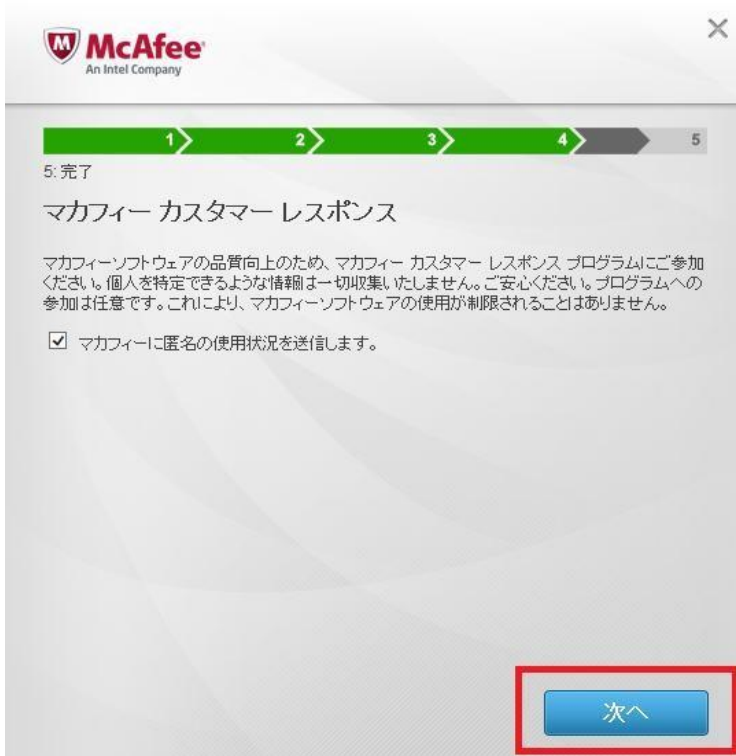 McAfee
An Intel Company
1 2 3 4 5
5: 完了
マカフィー カスタマー レスポンス
マカフィーソフトウェアの品質向上のため、マカフィー カスタマー レスポンス プログラムにご参加
ください。個人を特定できるような情報は一切収集いたしません。ご安心ください。プログラムへの
参加は任意です。これにより、マカフィーソフトウェアの使用が制限されることはありません。
マカフィーに匿名の使用状況を送信します。
次へ